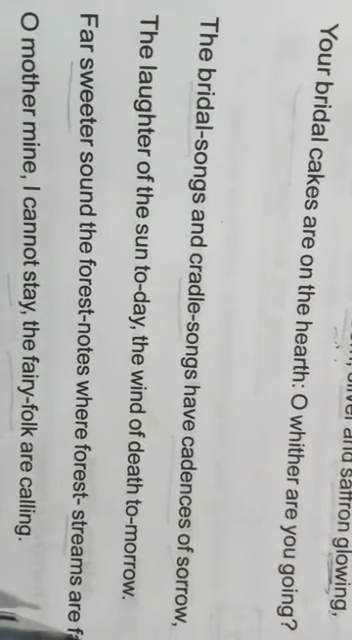 and saffron glowing,
Your bridal cakes are on the hearth: O whither are you going?
The bridal-songs and cradle-songs have cadences of sorrow,
The laughter of the sun to-day, the wind of death to-morrow.
Far sweeter sound the forest-notes where forest- streams are
O mother mine, I cannot stay, the fairy-folk are calling.